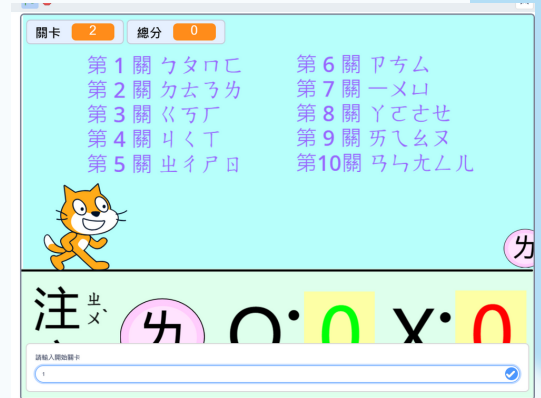 關卡 2 總分 0
第 1 關 ㄅㄆㄇㄈ
第 2 關 ㄉㄊㄋㄌ
第 3 關 ㄍㄎㄏ
第 4 關 ㄐㄑㄒ
第 5 關 ㄓㄔㄕㄖ
第 6 關 ㄗㄘㄙ
第 7 關 ㄧㄨㄩ
第 8 關 ㄚㄛㄜㄝ
第 9 關 ㄞㄟㄠㄡ
第10關 ㄢㄣㄤㄥㄦ
ㄌ
注 ㄓㄨˋ ㄌ O: 0 X: 0
請輸入開始關卡
1